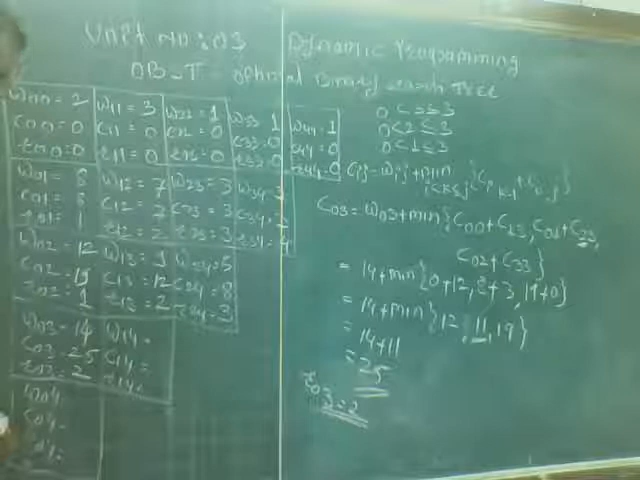 UNIT NO:03 Dynamic Programming
OBST - optimal Binary search Tree
W00=2 W11=3 W22=1 W33 1 W44=1
C00=0 C11=0 C22=0 C33=0 C44=0
r00=0 r11=0 r22=0 r33=0 r44=0
W01=8 W12=7 W23=3 W34=3
C01=8 C12=7 C23=3 C34=3
r01=1 r12=2 r23=3 r34=4
W02=12 W13=9 W24=5
C02=19 C13=12 C24=8
r02=1 r13=2 r24=3
W03=14 W14=
C03=25 C14=
r03=2 r14=
W04
C04=
r04=
0<3≤3
0<2≤3
0<1≤3
Cij=Wij+min
i<k≤j {Ci,k-1+Ck,j}
C03=W03+min{C00+C13, C01+C23,
C02+C33}
=14+min{0+12, 8+3, 19+0}
=14+min{12, 11, 19}
=14+11
=25
r03=2